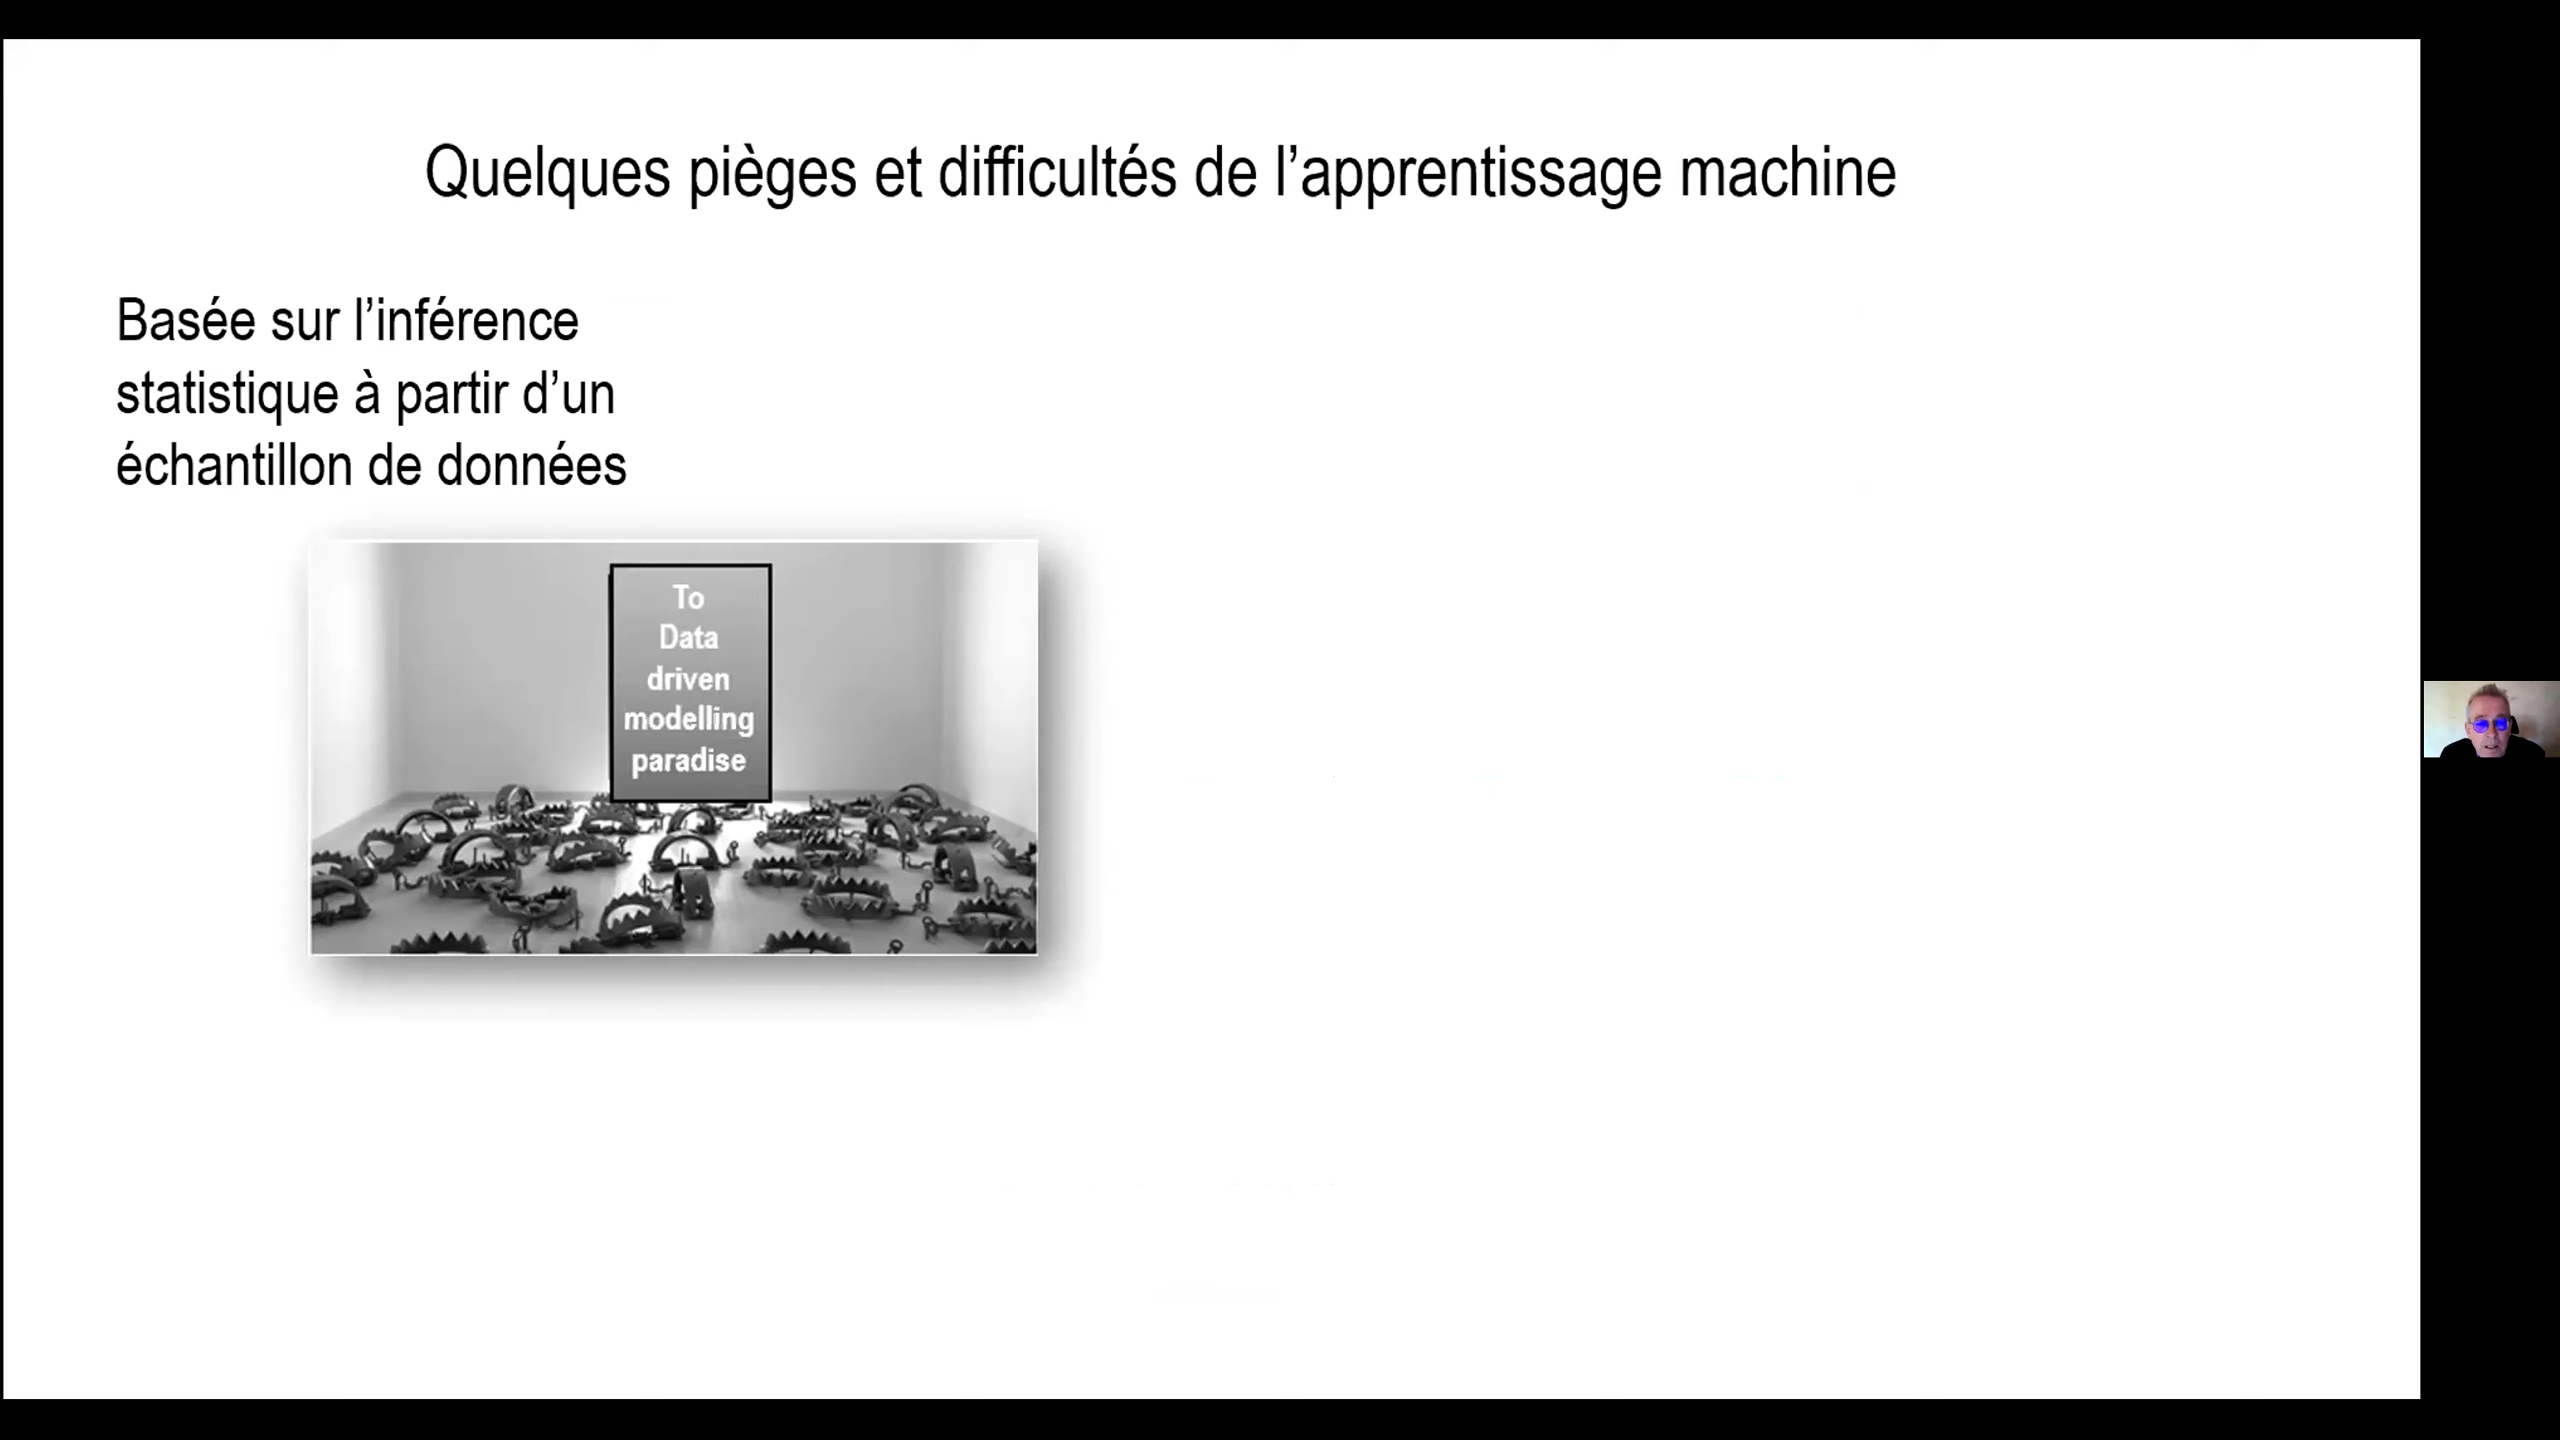 Quelques pièges et difficultés de l’apprentissage machine
Basée sur l’inférence
statistique à partir d’un
échantillon de données
To
Data
driven
modelling
paradise